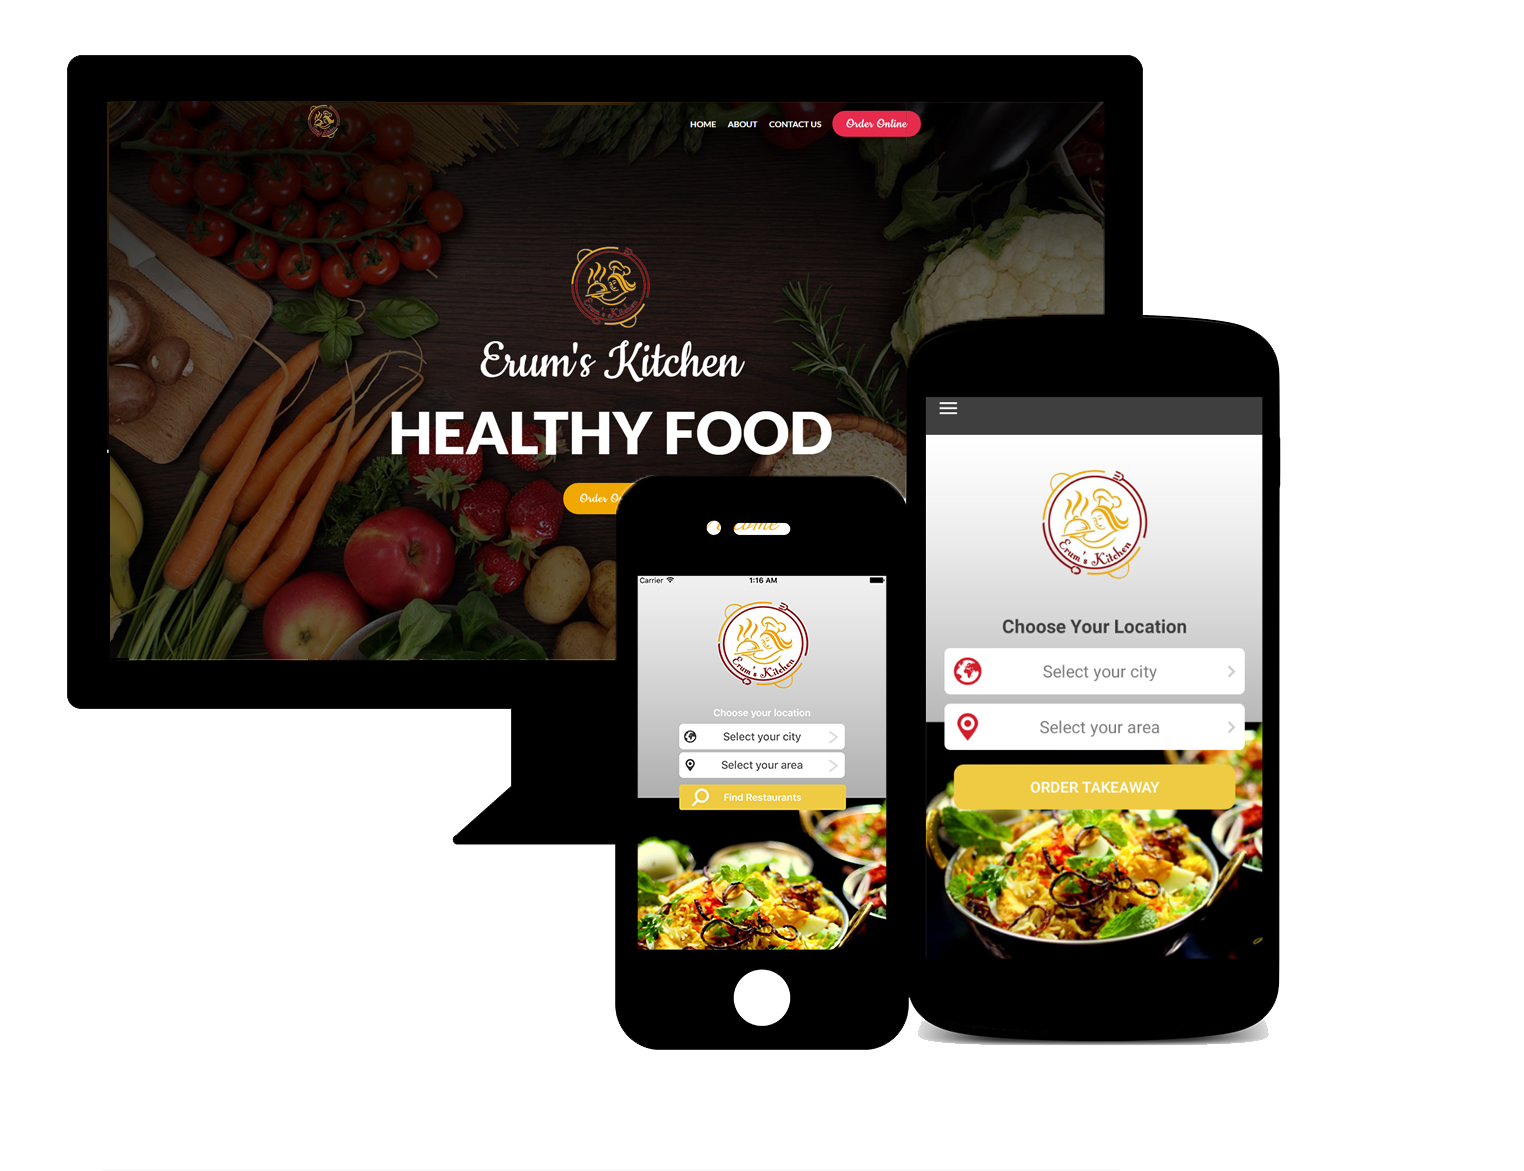 HOME ABOUT CONTACT US Order Online
Erum's Kitchen
Erum's Kitchen
HEALTHY FOOD
Order
come
Carrier 1:16 AM
Erum's Kitchen
Choose your location
Select your city
Select your area
Find Restaurants
Erum's Kitchen
Choose Your Location
Select your city
Select your area
ORDER TAKEAWAY